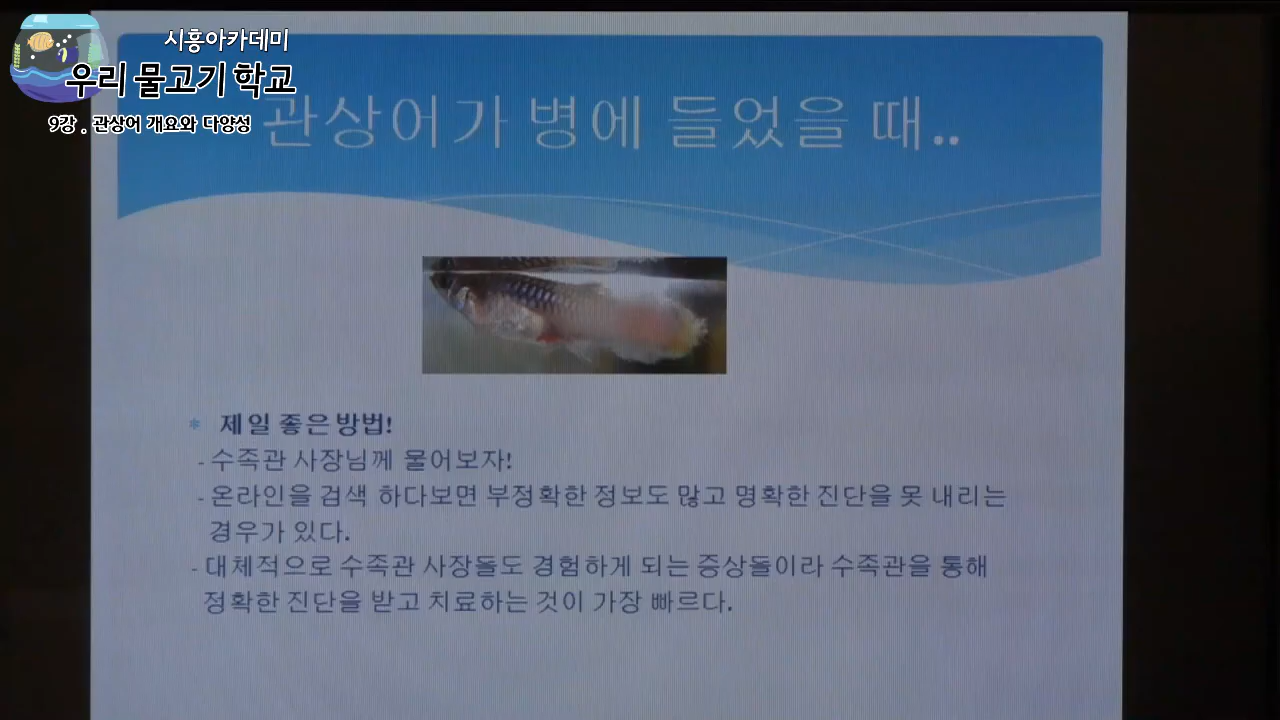 시흥아카데미
우리 물고기 학교
9강 . 관상어 개요와 다양성
관상어가 병에 들었을 때..
* 제일 좋은 방법!
- 수족관 사장님께 물어보자!
- 온라인을 검색 하다보면 부정확한 정보도 많고 명확한 진단을 못 내리는
경우가 있다.
- 대체적으로 수족관 사장들도 경험하게 되는 증상들이라 수족관을 통해
정확한 진단을 받고 치료하는 것이 가장 빠르다.